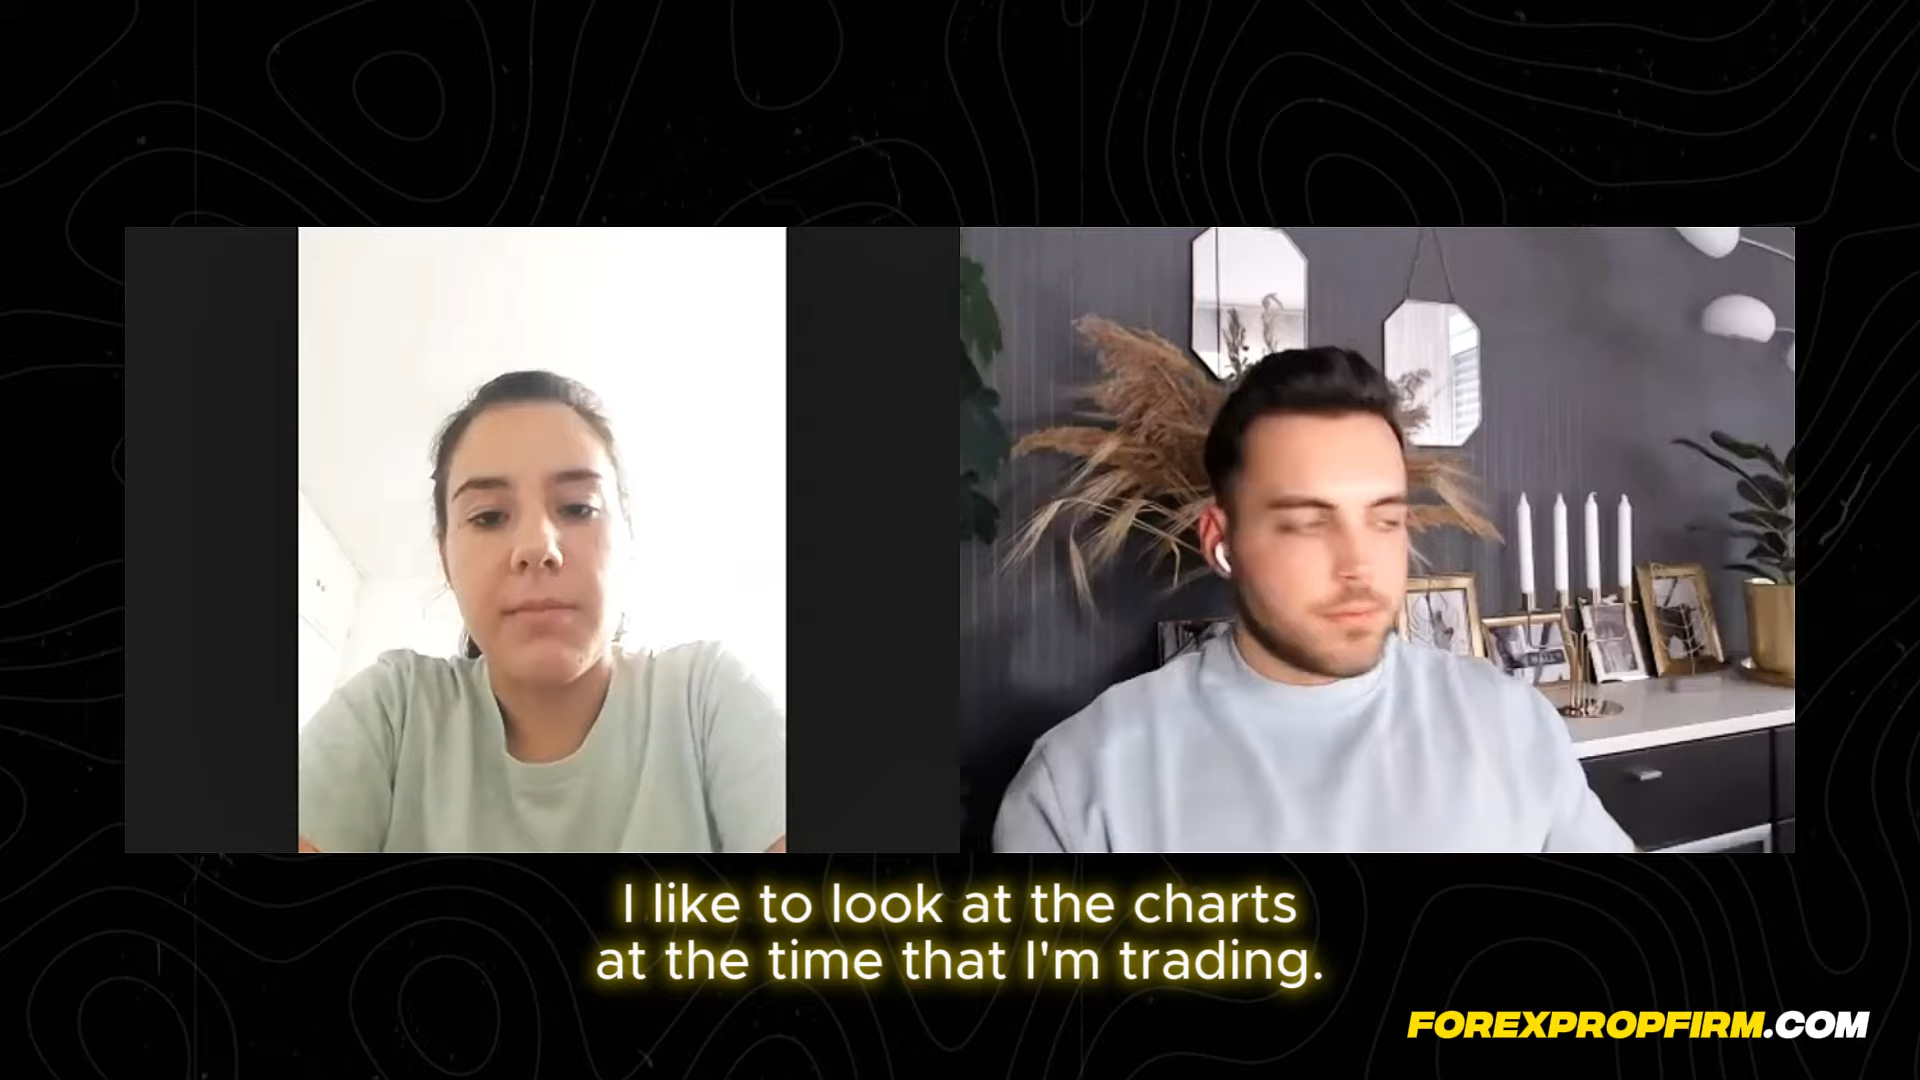 I like to look at the charts
at the time that I'm trading.
FOREXPROPFIRM.COM